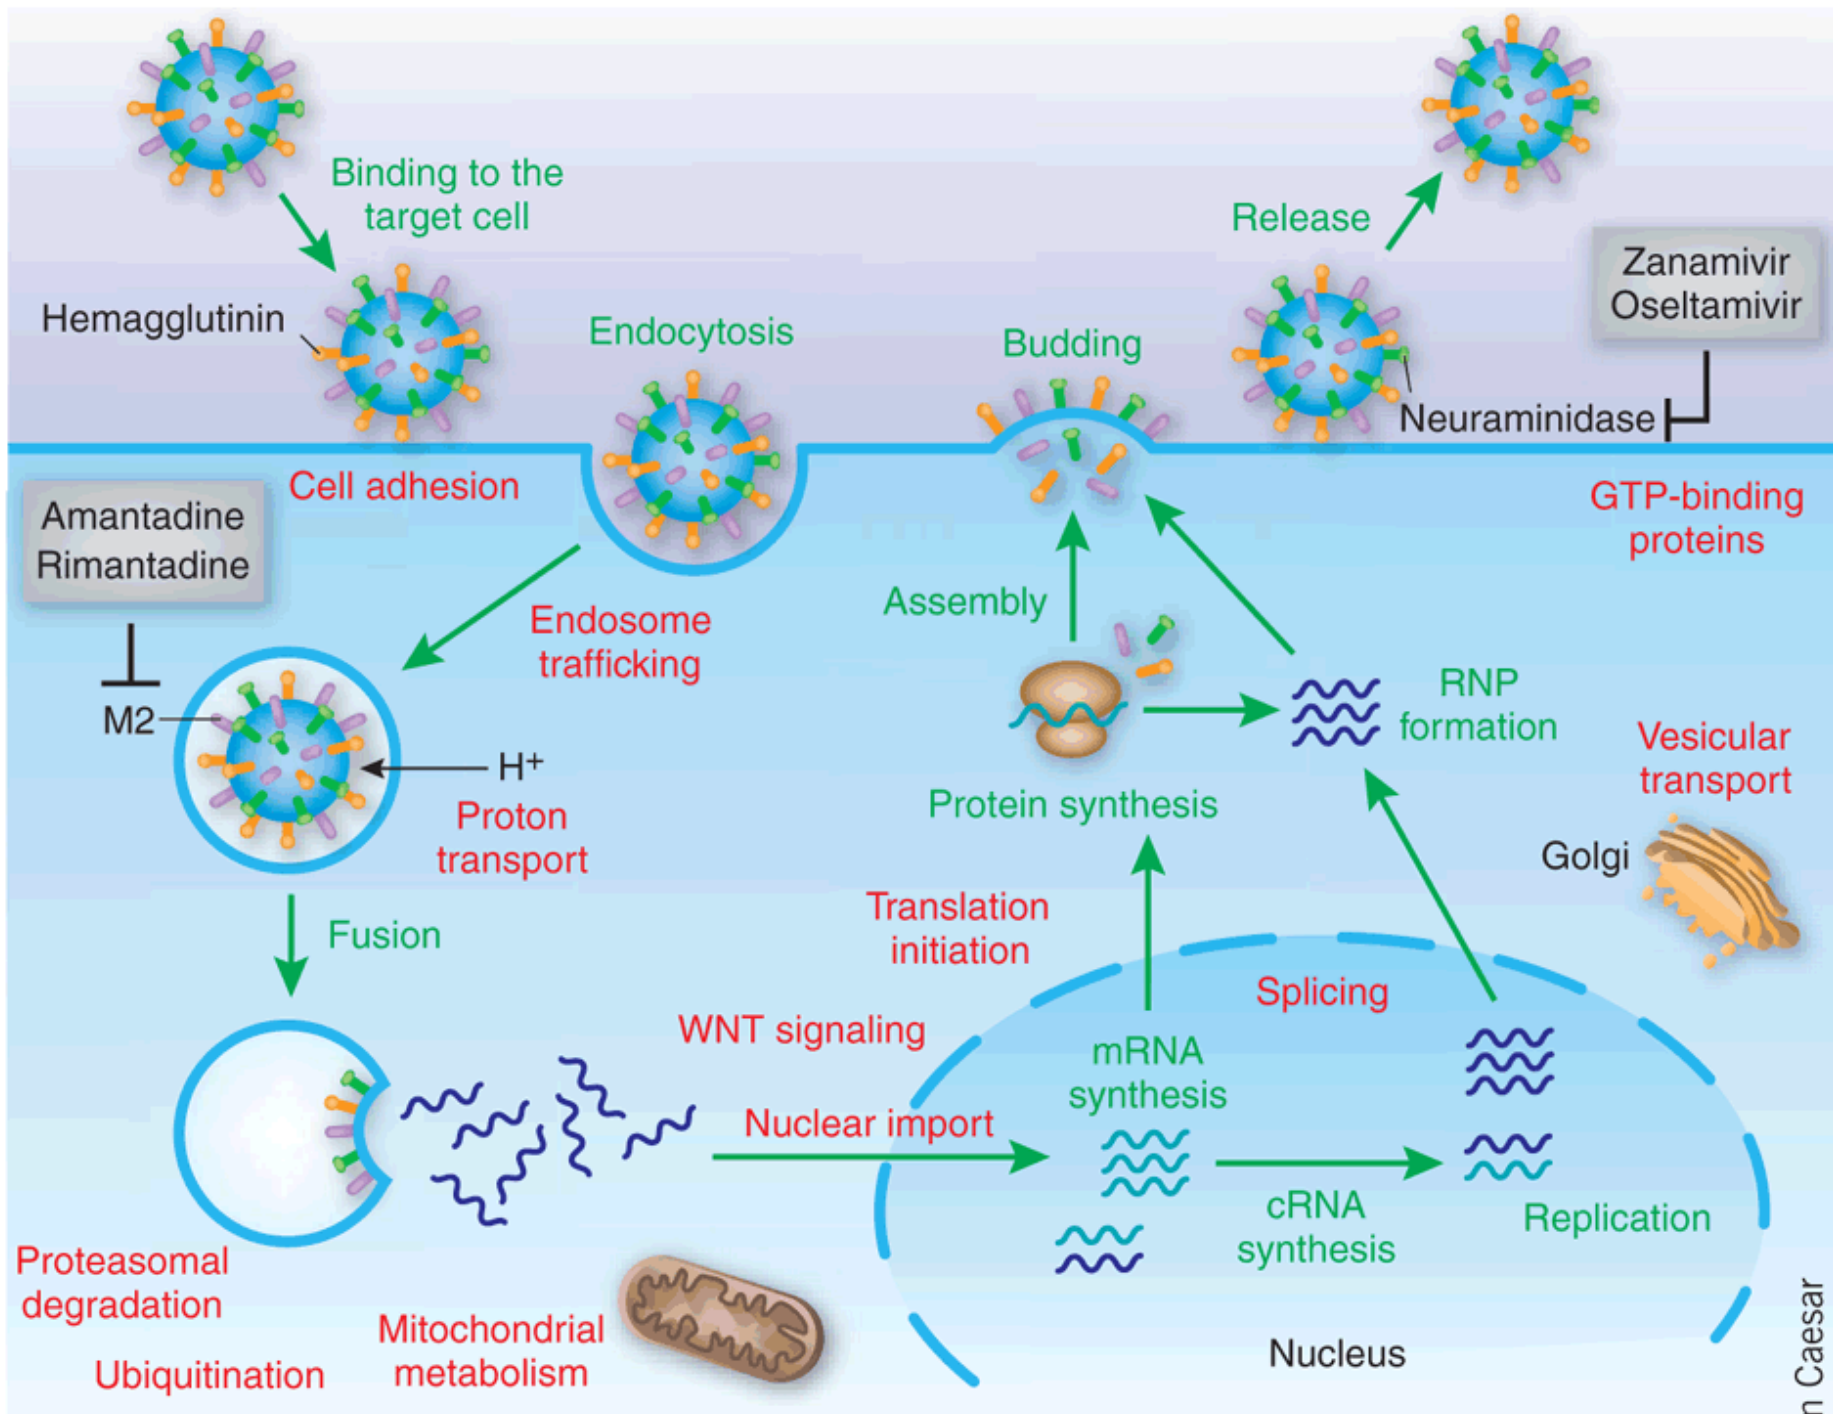 Binding to the
target cell
Release
Zanamivir
Oseltamivir
Hemagglutinin
Endocytosis
Budding
Neuraminidase
Cell adhesion
GTP-binding
proteins
Amantadine
Rimantadine
Endosome
trafficking
Assembly
M2
RNP
formation
H+
Proton
transport
Protein synthesis
Vesicular
transport
Golgi
Fusion
Translation
initiation
Splicing
WNT signaling
mRNA
synthesis
Nuclear import
cRNA
synthesis
Replication
Proteasomal
degradation
Mitochondrial
metabolism
Ubiquitination
Nucleus
Caesar